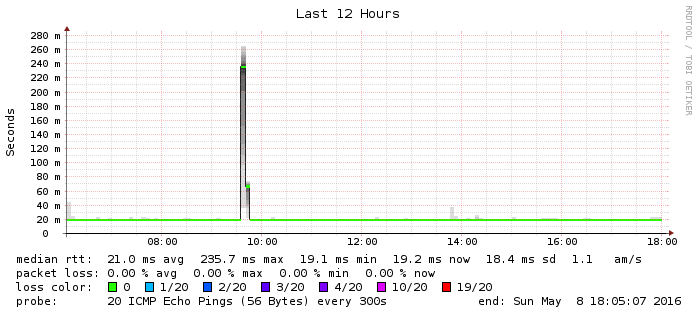 Last 12 Hours
RRDTOOL / TOBI OETIKER
Seconds
280 m
260 m
240 m
220 m
200 m
180 m
160 m
140 m
120 m
100 m
80 m
60 m
40 m
20 m
0
08:00 10:00 12:00 14:00 16:00 18:00
median rtt: 21.0 ms avg 235.7 ms max 19.1 ms min 19.2 ms now 18.4 ms sd 1.1 am/s
packet loss: 0.00 % avg 0.00 % max 0.00 % min 0.00 % now
loss color: 0 1/20 2/20 3/20 4/20 10/20 19/20
probe: 20 ICMP Echo Pings (56 Bytes) every 300s end: Sun May 8 18:05:07 2016